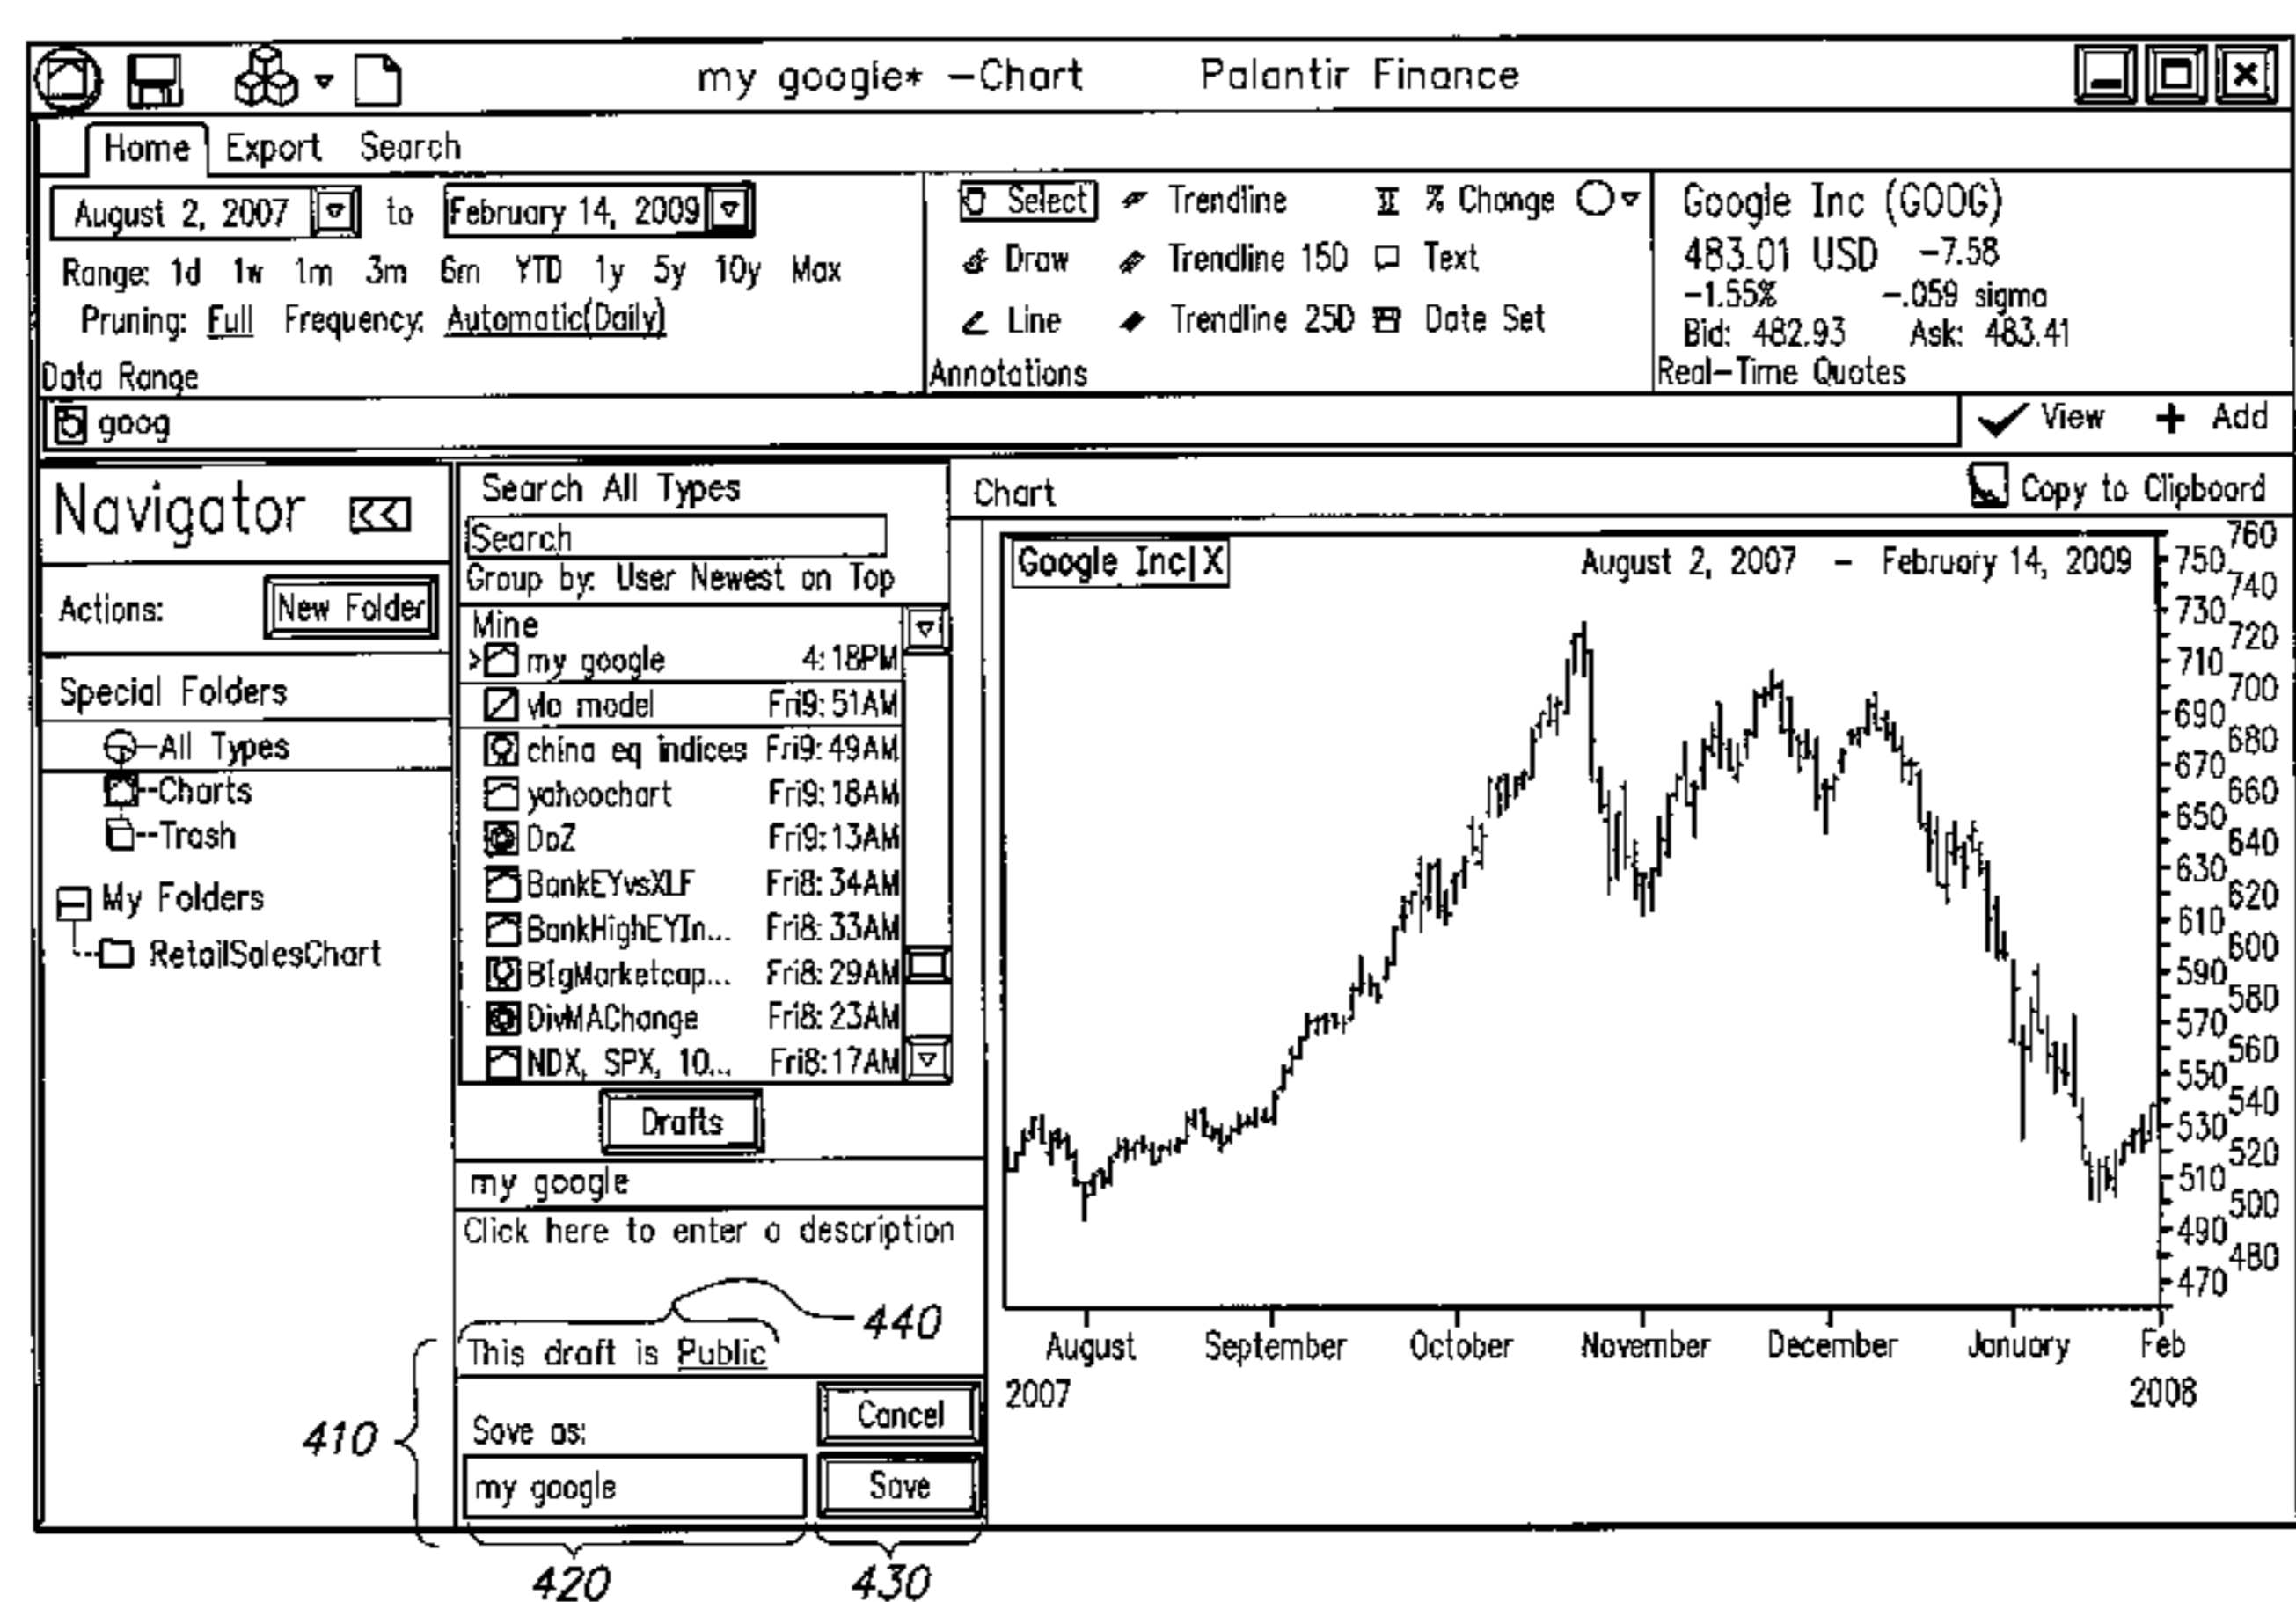 my google* -Chart Palantir Finance
Home Export Search
August 2, 2007 to February 14, 2009
Range: 1d 1w 1m 3m 6m YTD 1y 5y 10y Max
Pruning: Full Frequency: Automatic(Daily)
Data Range
Select Trendline % Change
Draw Trendline 15D Text
Line Trendline 25D Date Set
Annotations
Google Inc (GOOG)
483.01 USD -7.58
-1.55% -.059 sigma
Bid: 482.93 Ask: 483.41
Real-Time Quotes
goog
View + Add
Navigator
Actions: New Folder
Special Folders
All Types
Charts
Trash
My Folders
RetailSalesChart
Search All Types
Search
Group by: User Newest on Top
Mine
my google 4:18PM
vlo model Fri9:51AM
china eq indices Fri9:49AM
yahoochart Fri9:18AM
DoZ Fri9:13AM
BankEYvsXLF Fri8:34AM
BankHighEYIn... Fri8:33AM
BIgMarketcap... Fri8:29AM
DivMAChange Fri8:23AM
NDX, SPX, 10... Fri8:17AM
Drafts
my google
Click here to enter a description
440
This draft is Public
410
Save as:
Cancel
my google
Save
420
430
Chart
Copy to Clipboard
Google Inc|X
August 2, 2007 - February 14, 2009
760
750
740
730
720
710
700
690
680
670
660
650
640
630
620
610
600
590
580
570
560
550
540
530
520
510
500
490
480
470
August September October November December January Feb
2007 2008